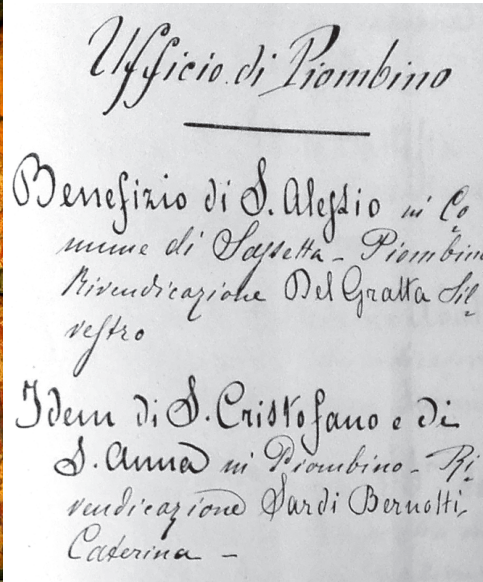 Ufficio di Piombino
Benefizio di S. Alessio in Co
mune di Sassetta - Piombino
Rivendicazione Del Gratta Sil
vestro
Idem di S. Cristofano e di
S. Anna in Piombino - Ri
vendicazione Sardi Bernotti,
Caterina -